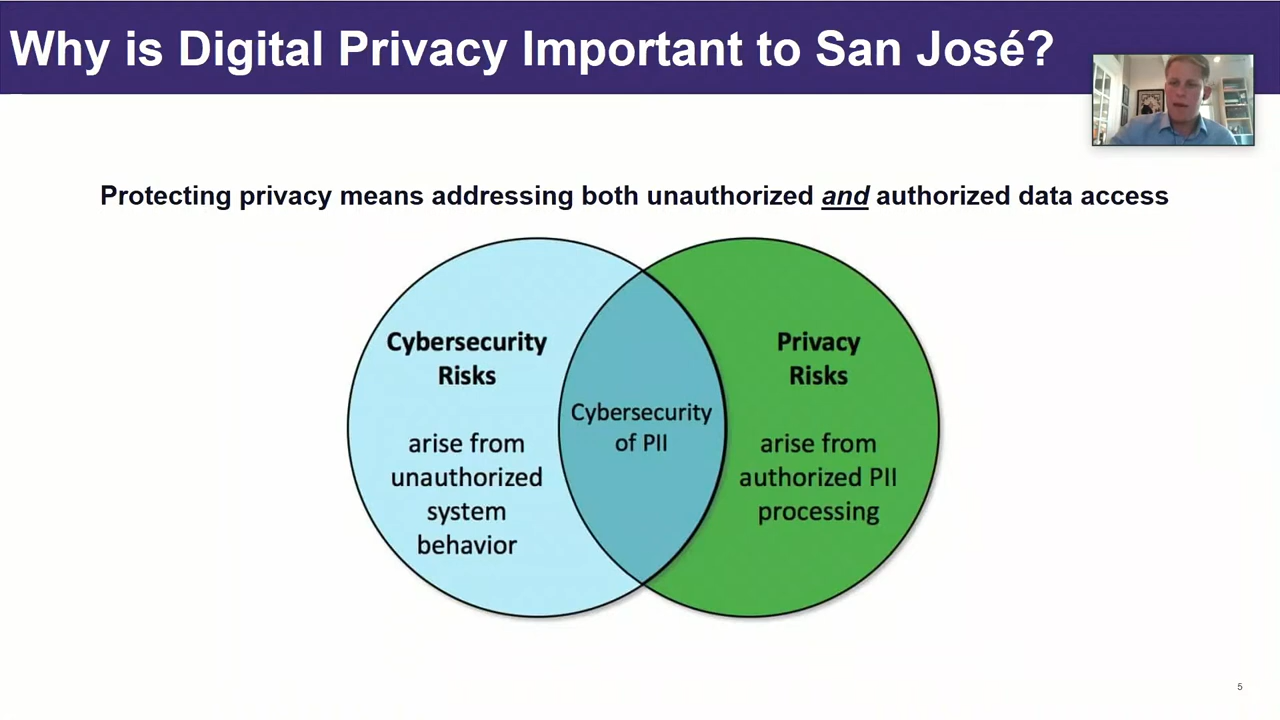 Why is Digital Privacy Important to San José?
Protecting privacy means addressing both unauthorized and authorized data access
Cybersecurity
Risks
arise from
unauthorized
system
behavior
Cybersecurity
of PII
Privacy
Risks
arise from
authorized PII
processing
5